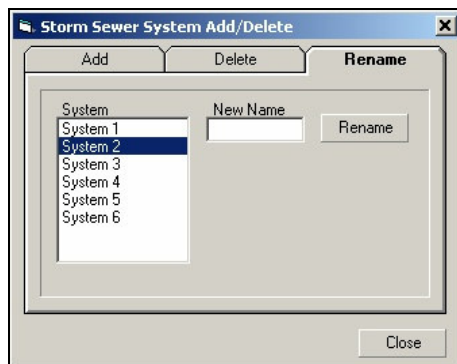 Storm Sewer System Add/Delete
Add Delete Rename
System New Name
System 1
Rename
System 2
System 3
System 4
System 5
System 6
Close